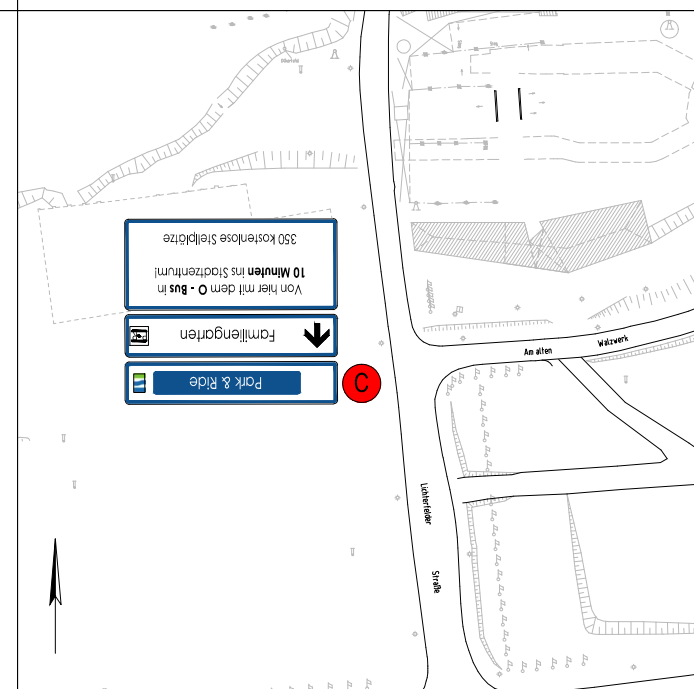 C
Park & Ride
Familiengarten
Von hier mit dem O - Bus in
10 Minuten ins Stadtzentrum!
350 kostenlose Stellplätze
Am alten Walzwerk
Lichterfelder Straße